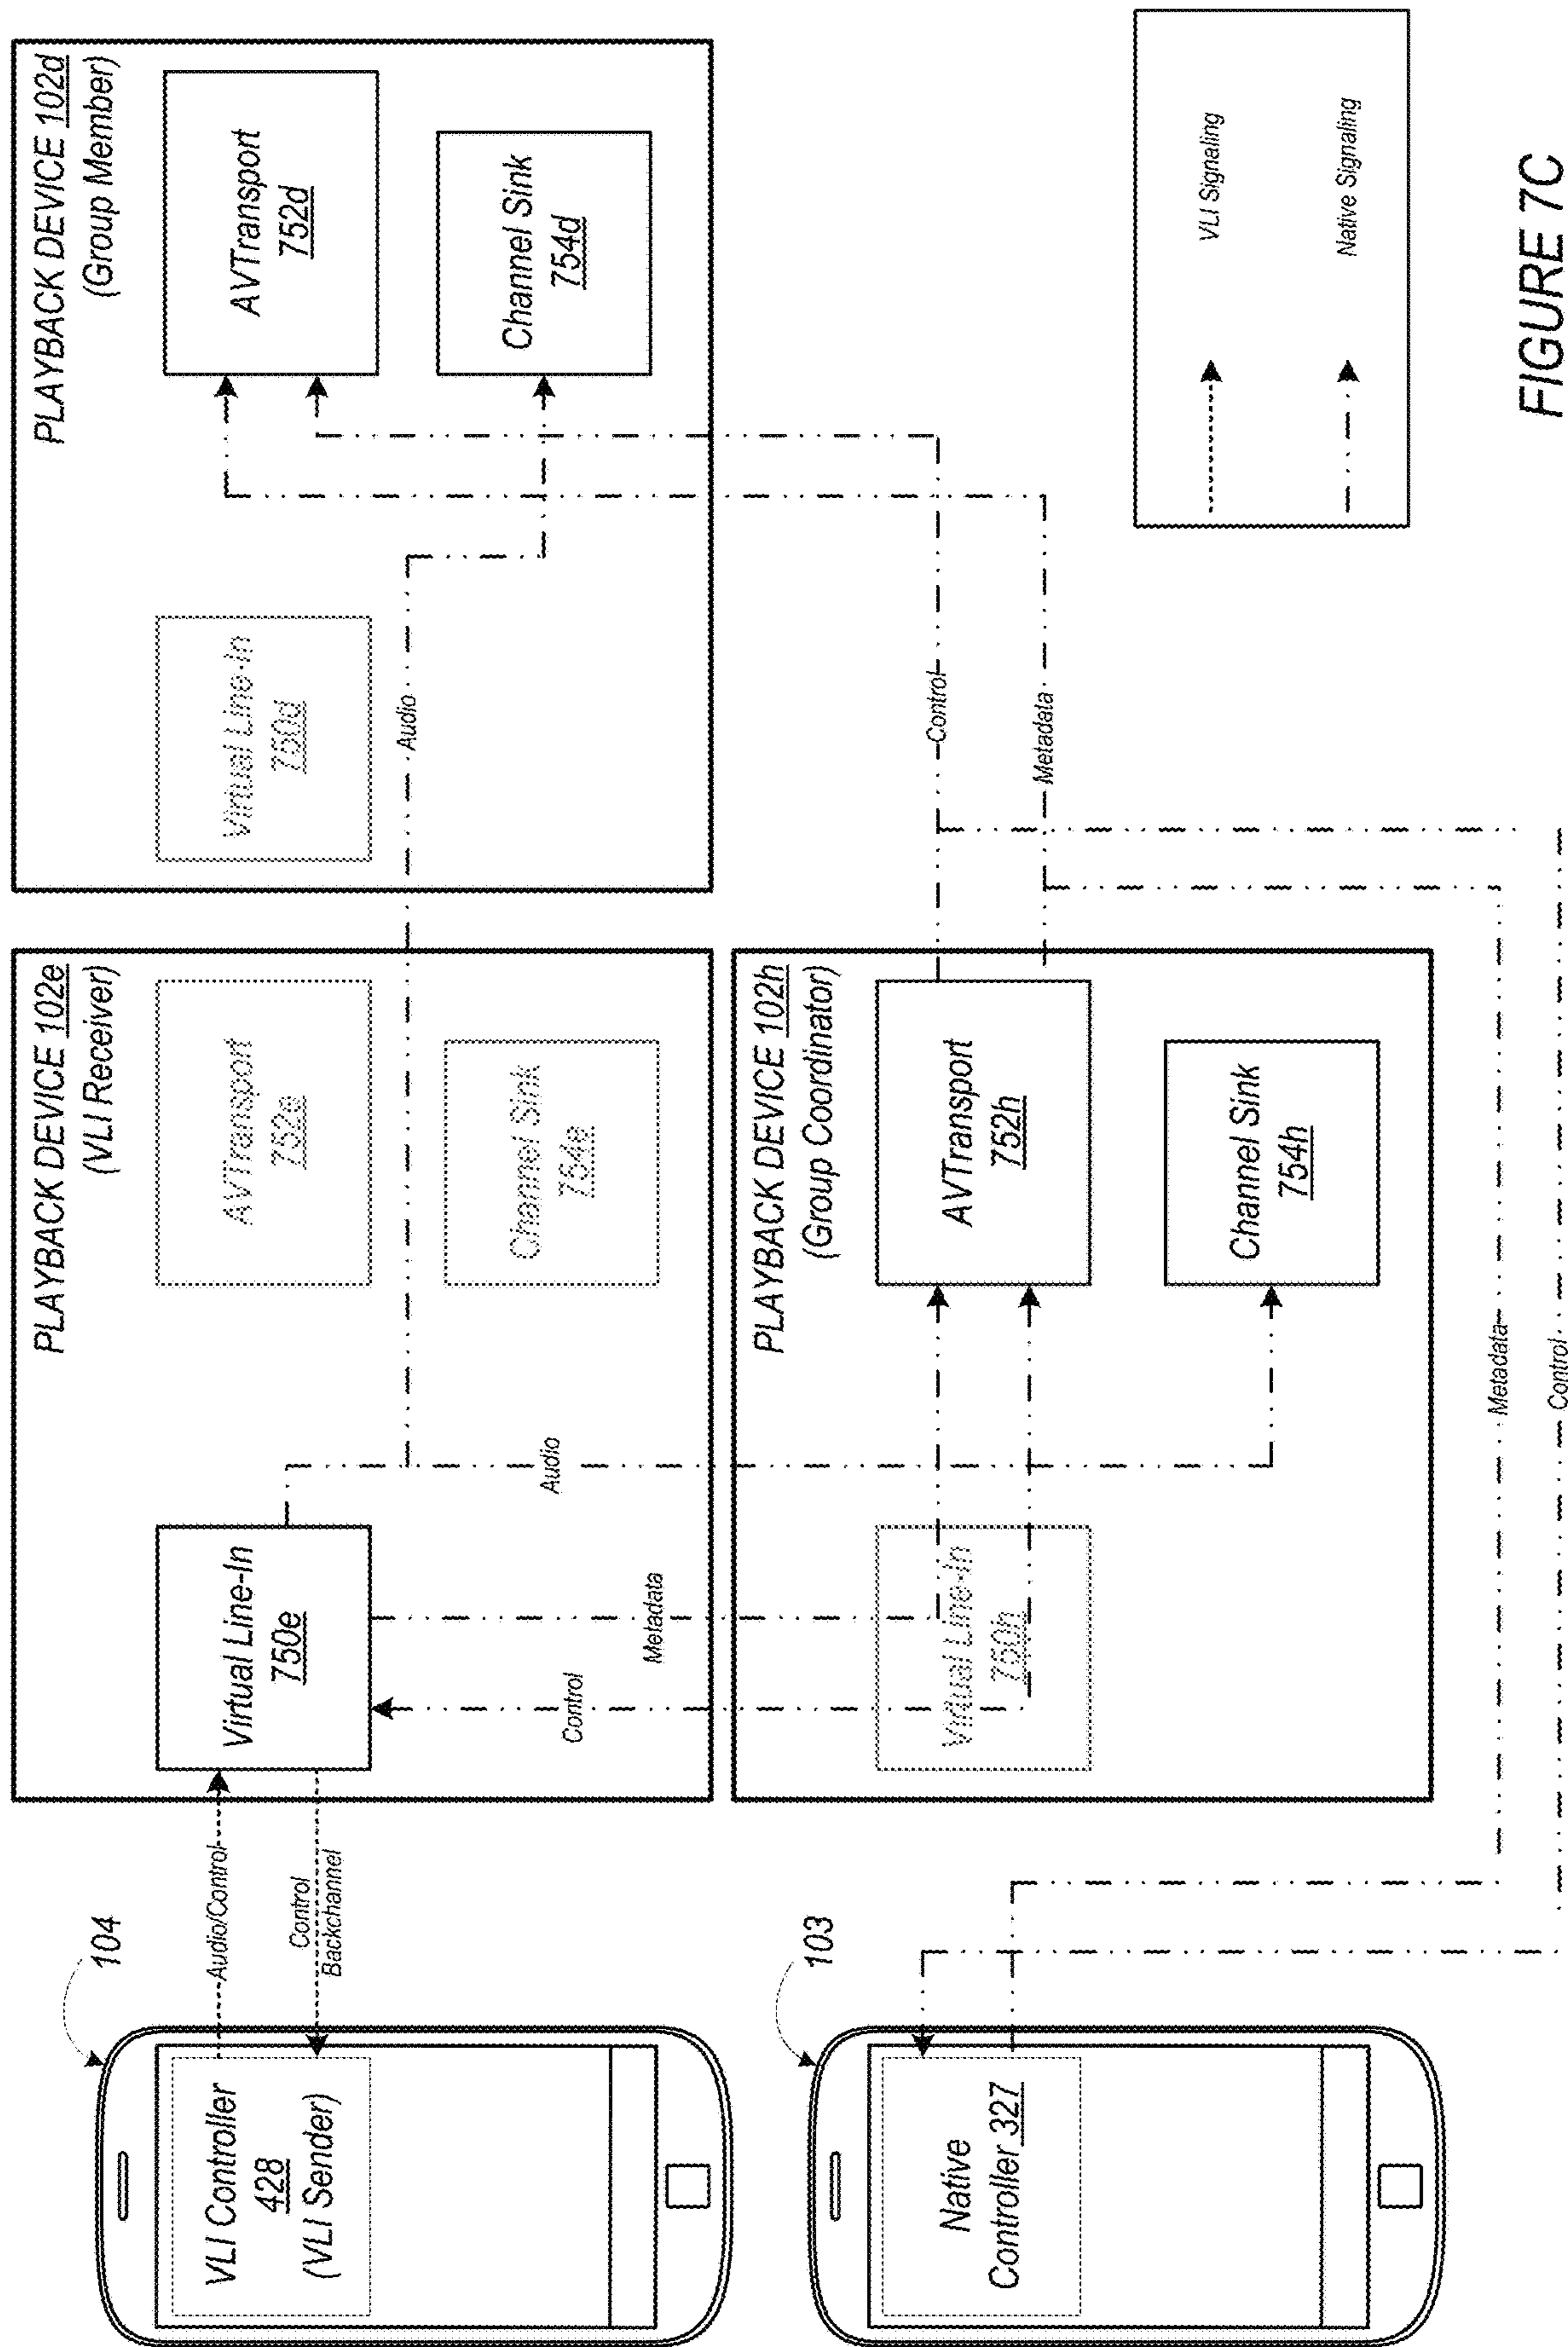 104
VLI Controller
428
(VLI Sender)
Audio/Control
Control
Backchannel
PLAYBACK DEVICE 102e
(VLI Receiver)
Virtual Line-In
750e
AVTransport
752e
Channel Sink
754e
Control
Metadata
Audio
PLAYBACK DEVICE 102d
(Group Member)
Virtual Line-In
750d
AVTransport
752d
Channel Sink
754d
Audio
103
Native
Controller 327
PLAYBACK DEVICE 102h
(Group Coordinator)
Virtual Line-In
750h
AVTransport
752h
Channel Sink
754h
Control
Metadata
Metadata
Control
VLI Signaling
Native Signaling
FIGURE 7C